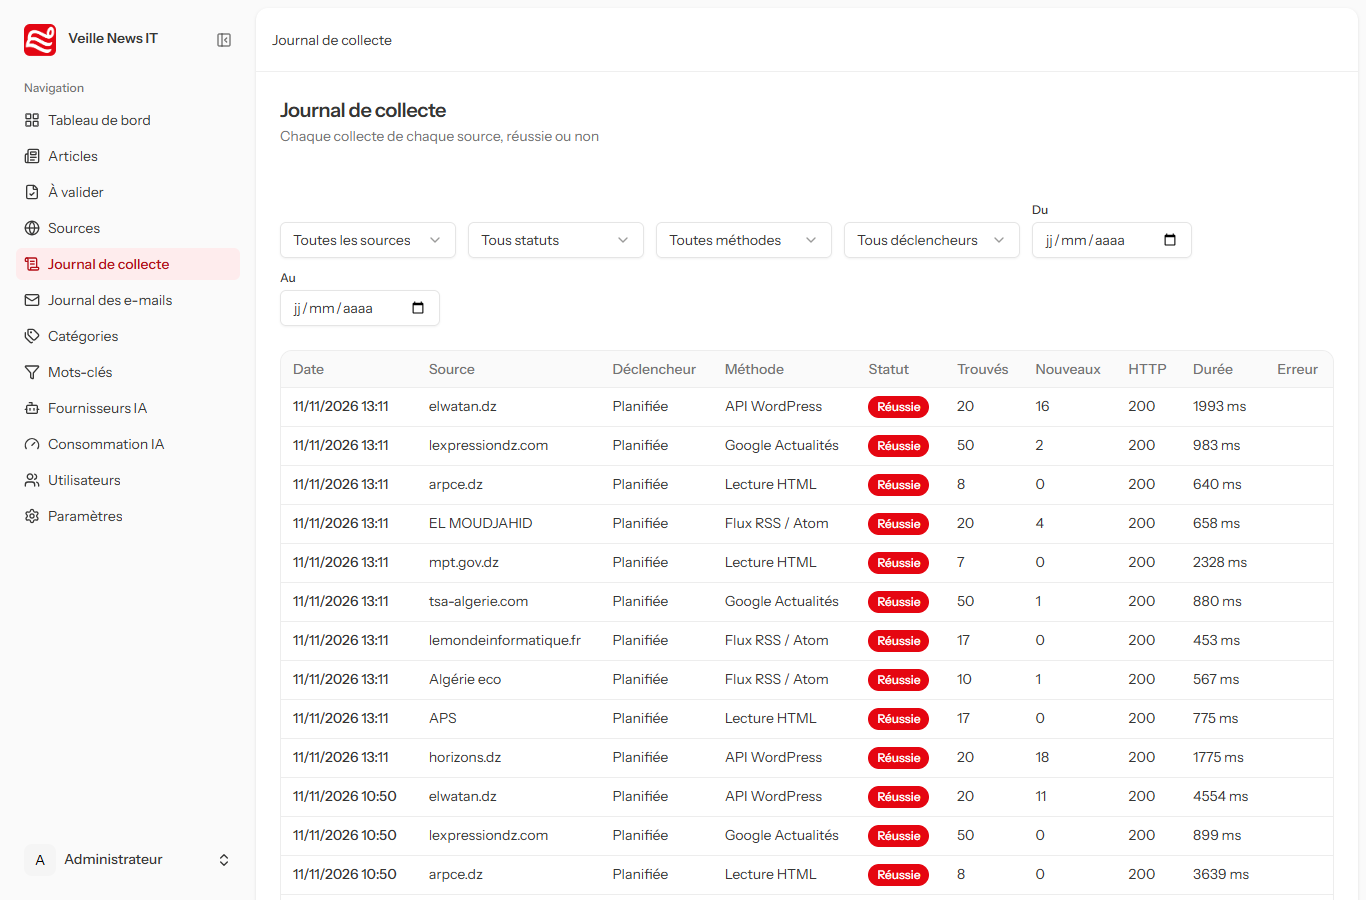 Veille News IT
Navigation
Tableau de bord
Articles
À valider
Sources
Journal de collecte
Journal des e-mails
Catégories
Mots-clés
Fournisseurs IA
Consommation IA
Utilisateurs
Paramètres
A Administrateur
Journal de collecte
Journal de collecte
Chaque collecte de chaque source, réussie ou non
Du
Toutes les sources Tous statuts Toutes méthodes Tous déclencheurs jj/mm/aaaa
Au
jj/mm/aaaa
Date Source Déclencheur Méthode Statut Trouvés Nouveaux HTTP Durée Erreur
11/11/2026 13:11 elwatan.dz Planifiée API WordPress Réussie 20 16 200 1993 ms
11/11/2026 13:11 lexpressiondz.com Planifiée Google Actualités Réussie 50 2 200 983 ms
11/11/2026 13:11 arpce.dz Planifiée Lecture HTML Réussie 8 0 200 640 ms
11/11/2026 13:11 EL MOUDJAHID Planifiée Flux RSS / Atom Réussie 20 4 200 658 ms
11/11/2026 13:11 mpt.gov.dz Planifiée Lecture HTML Réussie 7 0 200 2328 ms
11/11/2026 13:11 tsa-algerie.com Planifiée Google Actualités Réussie 50 1 200 880 ms
11/11/2026 13:11 lemondeinformatique.fr Planifiée Flux RSS / Atom Réussie 17 0 200 453 ms
11/11/2026 13:11 Algérie eco Planifiée Flux RSS / Atom Réussie 10 1 200 567 ms
11/11/2026 13:11 APS Planifiée Lecture HTML Réussie 17 0 200 775 ms
11/11/2026 13:11 horizons.dz Planifiée API WordPress Réussie 20 18 200 1775 ms
11/11/2026 10:50 elwatan.dz Planifiée API WordPress Réussie 20 11 200 4554 ms
11/11/2026 10:50 lexpressiondz.com Planifiée Google Actualités Réussie 50 0 200 899 ms
11/11/2026 10:50 arpce.dz Planifiée Lecture HTML Réussie 8 0 200 3639 ms